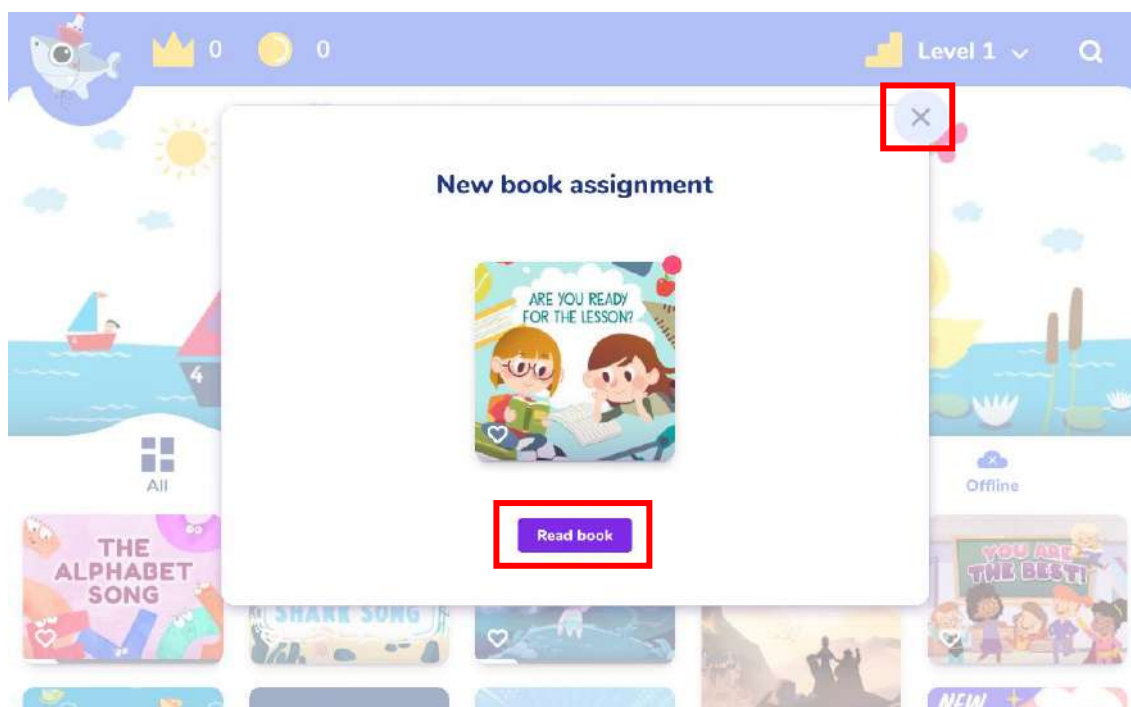 0
0
Level 1
New book assignment
ARE YOU READY
FOR THE LESSON?
4
All
Offline
Read book
THE
ALPHABET
SONG
SHARK SONG
YOU ARE
THE BEST!
NEW